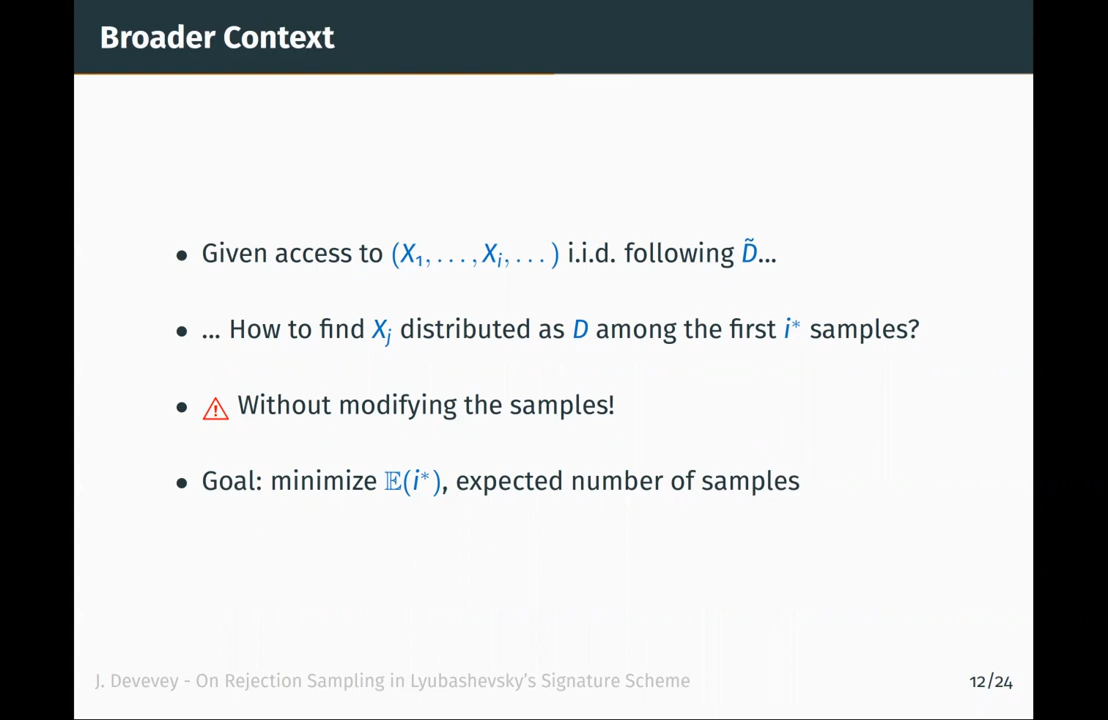 Broader Context
• Given access to (X₁, . . . , Xᵢ, . . . ) i.i.d. following D̃...
• ... How to find Xⱼ distributed as D among the first i* samples?
• ⚠ Without modifying the samples!
• Goal: minimize 𝔼(i*), expected number of samples
J. Devevey - On Rejection Sampling in Lyubashevsky's Signature Scheme
12/24